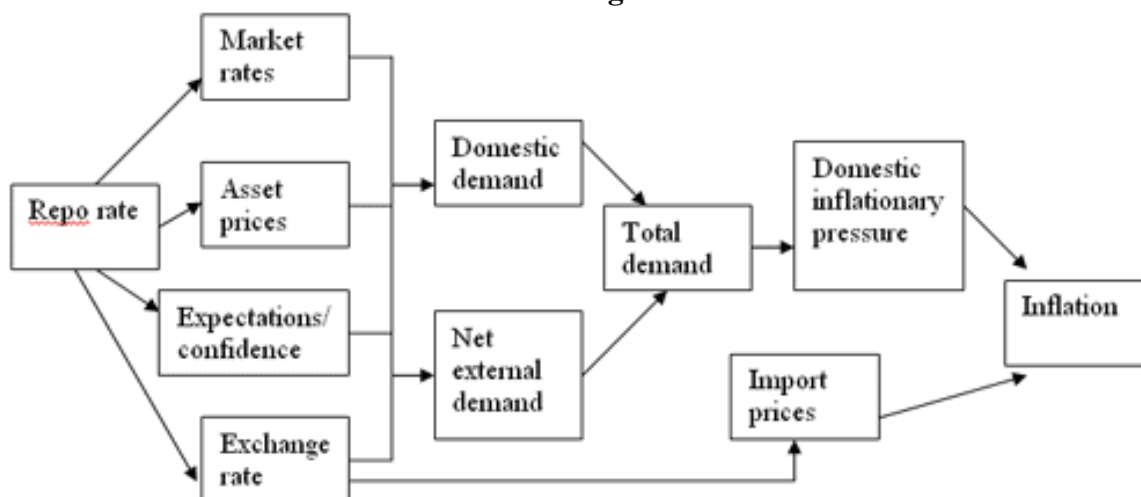 Market
rates
Asset
prices
Repo rate
Expectations/
confidence
Exchange
rate
Domestic
demand
Net
external
demand
Total
demand
Domestic
inflationary
pressure
Import
prices
Inflation